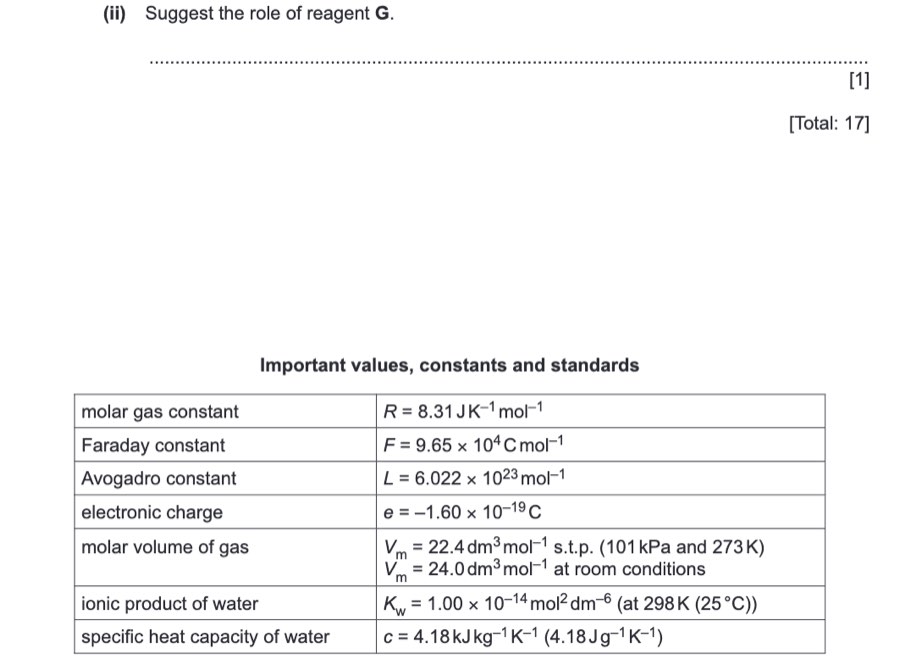 (ii) Suggest the role of reagent G.
[1]
[Total: 17]
Important values, constants and standards
molar gas constant R = 8.31 J K⁻¹ mol⁻¹
Faraday constant F = 9.65 × 10⁴ C mol⁻¹
Avogadro constant L = 6.022 × 10²³ mol⁻¹
electronic charge e = −1.60 × 10⁻¹⁹ C
molar volume of gas Vₘ = 22.4 dm³ mol⁻¹ s.t.p. (101 kPa and 273 K)
Vₘ = 24.0 dm³ mol⁻¹ at room conditions
ionic product of water K_w = 1.00 × 10⁻¹⁴ mol² dm⁻⁶ (at 298 K (25 °C))
specific heat capacity of water c = 4.18 kJ kg⁻¹ K⁻¹ (4.18 J g⁻¹ K⁻¹)